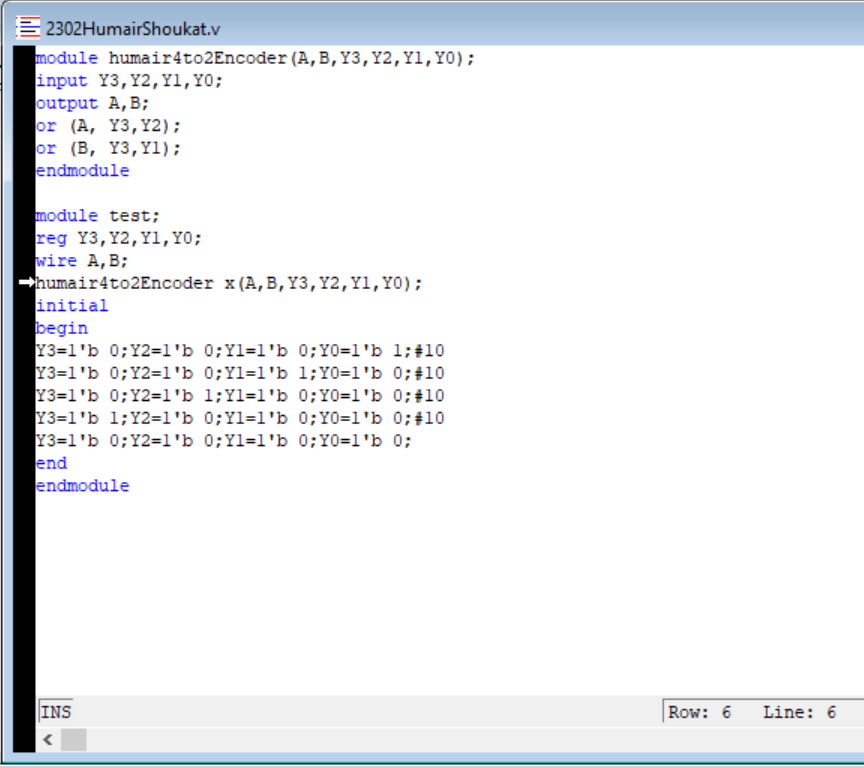 2302HumairShoukat.v
module humair4to2Encoder(A,B,Y3,Y2,Y1,Y0);
input Y3,Y2,Y1,Y0;
output A,B;
or (A, Y3,Y2);
or (B, Y3,Y1);
endmodule
module test;
reg Y3,Y2,Y1,Y0;
wire A,B;
humair4to2Encoder x(A,B,Y3,Y2,Y1,Y0);
initial
begin
Y3=1'b 0;Y2=1'b 0;Y1=1'b 0;Y0=1'b 1;#10
Y3=1'b 0;Y2=1'b 0;Y1=1'b 1;Y0=1'b 0;#10
Y3=1'b 0;Y2=1'b 1;Y1=1'b 0;Y0=1'b 0;#10
Y3=1'b 1;Y2=1'b 0;Y1=1'b 0;Y0=1'b 0;#10
Y3=1'b 0;Y2=1'b 0;Y1=1'b 0;Y0=1'b 0;
end
endmodule
INS Row: 6 Line: 6